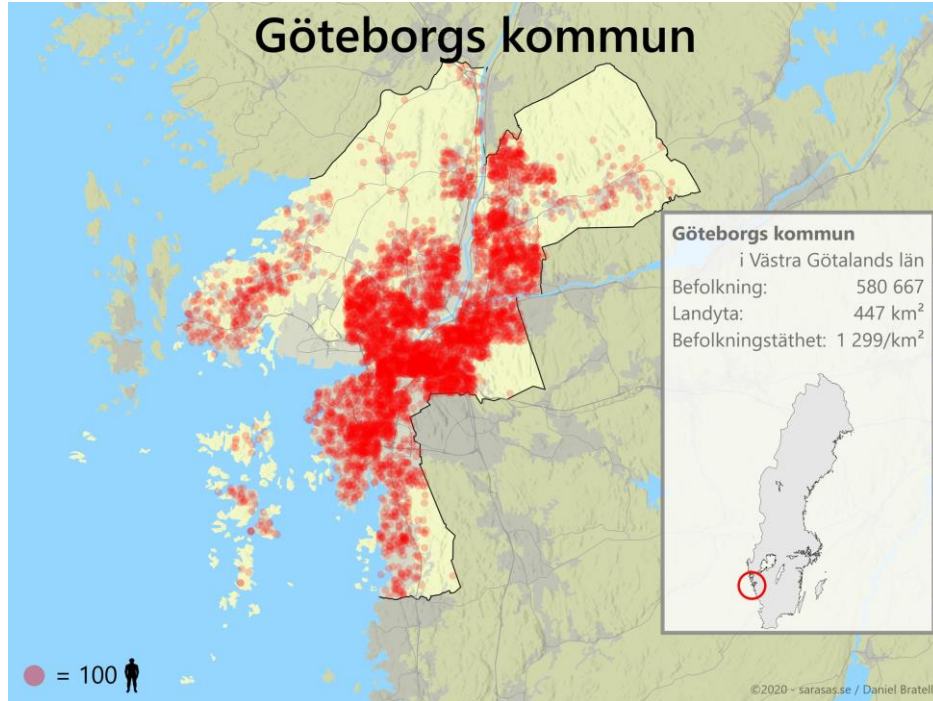 Göteborgs kommun
Göteborgs kommun
i Västra Götalands län
Befolkning: 580 667
Landyta: 447 km²
Befolkningstäthet: 1 299/km²
= 100
©2020 - sarasas.se / Daniel Bratell